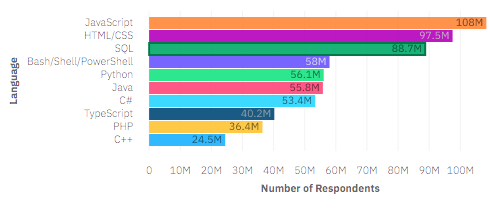 Language
JavaScript 108M
HTML/CSS 97.5M
SQL 88.7M
Bash/Shell/PowerShell 58M
Python 56.1M
Java 55.8M
C# 53.4M
TypeScript 40.2M
PHP 36.4M
C++ 24.5M
0 10M 20M 30M 40M 50M 60M 70M 80M 90M 100M
Number of Respondents